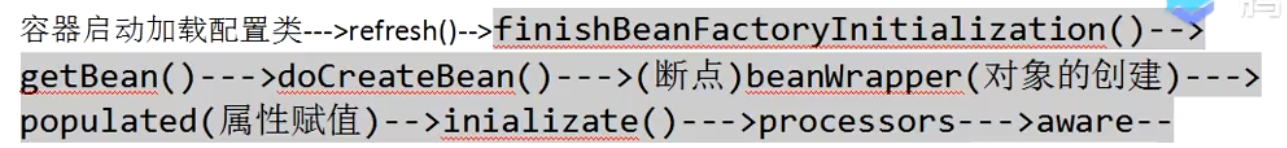 容器启动加载配置类--->refresh()-->finishBeanFactoryInitialization()-->
getBean()--->doCreateBean()--->(断点)beanWrapper(对象的创建)--->
populated(属性赋值)-->inializate()--->processors--->aware--